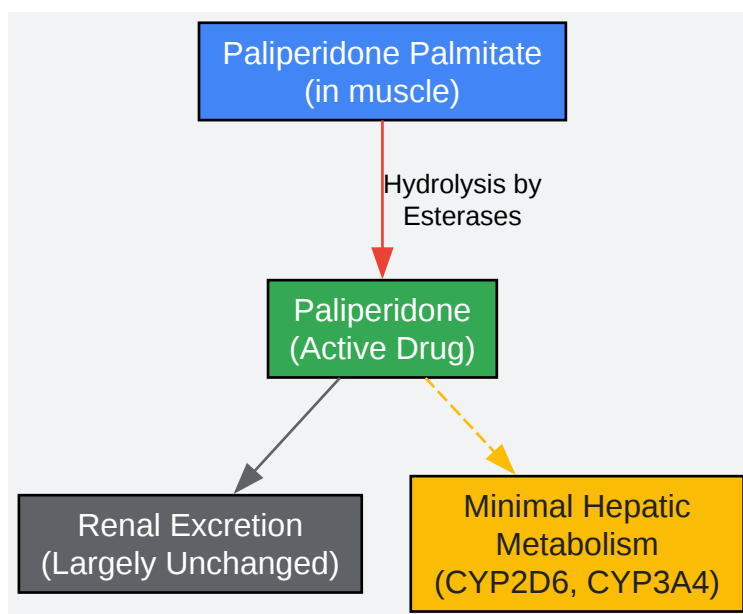 Paliperidone Palmitate
(in muscle)
Hydrolysis by
Esterases
Paliperidone
(Active Drug)
Renal Excretion
(Largely Unchanged)
Minimal Hepatic
Metabolism
(CYP2D6, CYP3A4)